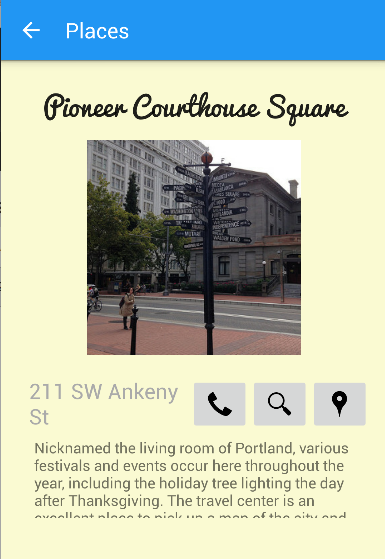 Places
Pioneer Courthouse Square
211 SW Ankeny
St
Nicknamed the living room of Portland, various
festivals and events occur here throughout the
year, including the holiday tree lighting the day
after Thanksgiving. The travel center is an
excellent place to pick up a map of the city and